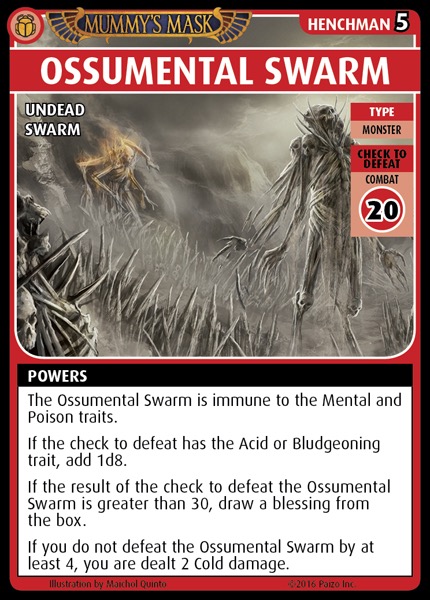 MUMMY'S MASK
HENCHMAN 5
OSSUMENTAL SWARM
UNDEAD
SWARM
TYPE
MONSTER
CHECK TO
DEFEAT
COMBAT
20
POWERS
The Ossumental Swarm is immune to the Mental and
Poison traits.
If the check to defeat has the Acid or Bludgeoning
trait, add 1d8.
If the result of the check to defeat the Ossumental
Swarm is greater than 30, draw a blessing from
the box.
If you do not defeat the Ossumental Swarm by at
least 4, you are dealt 2 Cold damage.
Illustration by Maichol Quinto ©2016 Paizo Inc.